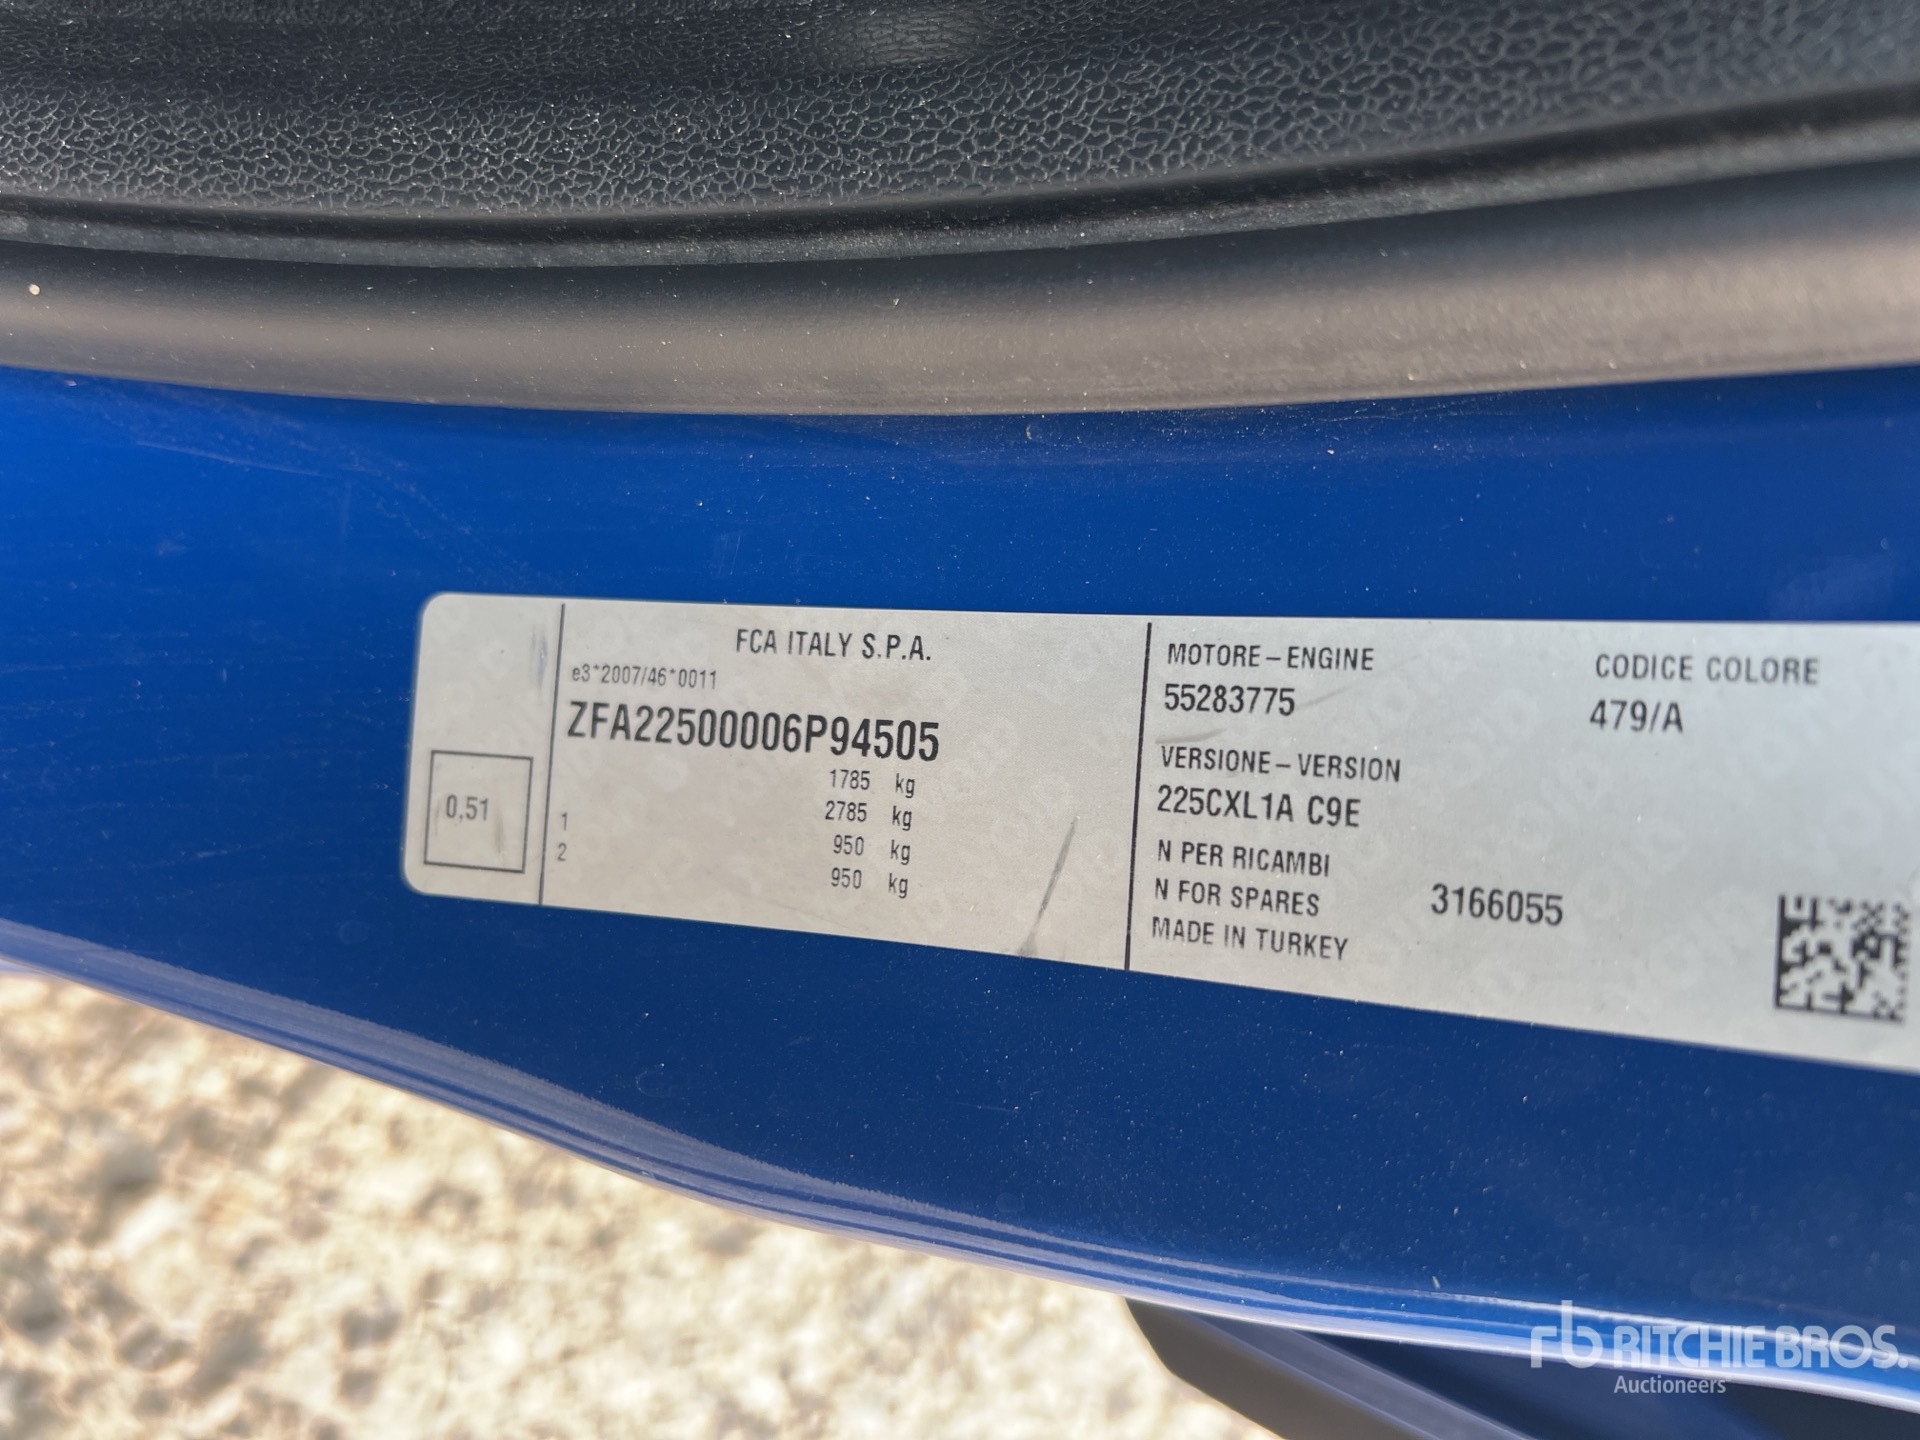 FCA ITALY S.P.A.
e3*2007/46*0011
ZFA22500006P94505
1785 kg
2785 kg
1 950 kg
2 950 kg
0,51
MOTORE-ENGINE
55283775
CODICE COLORE
479/A
VERSIONE-VERSION
225CXL1A C9E
N PER RICAMBI
N FOR SPARES 3166055
MADE IN TURKEY
rb RITCHIE BROS.
Auctioneers